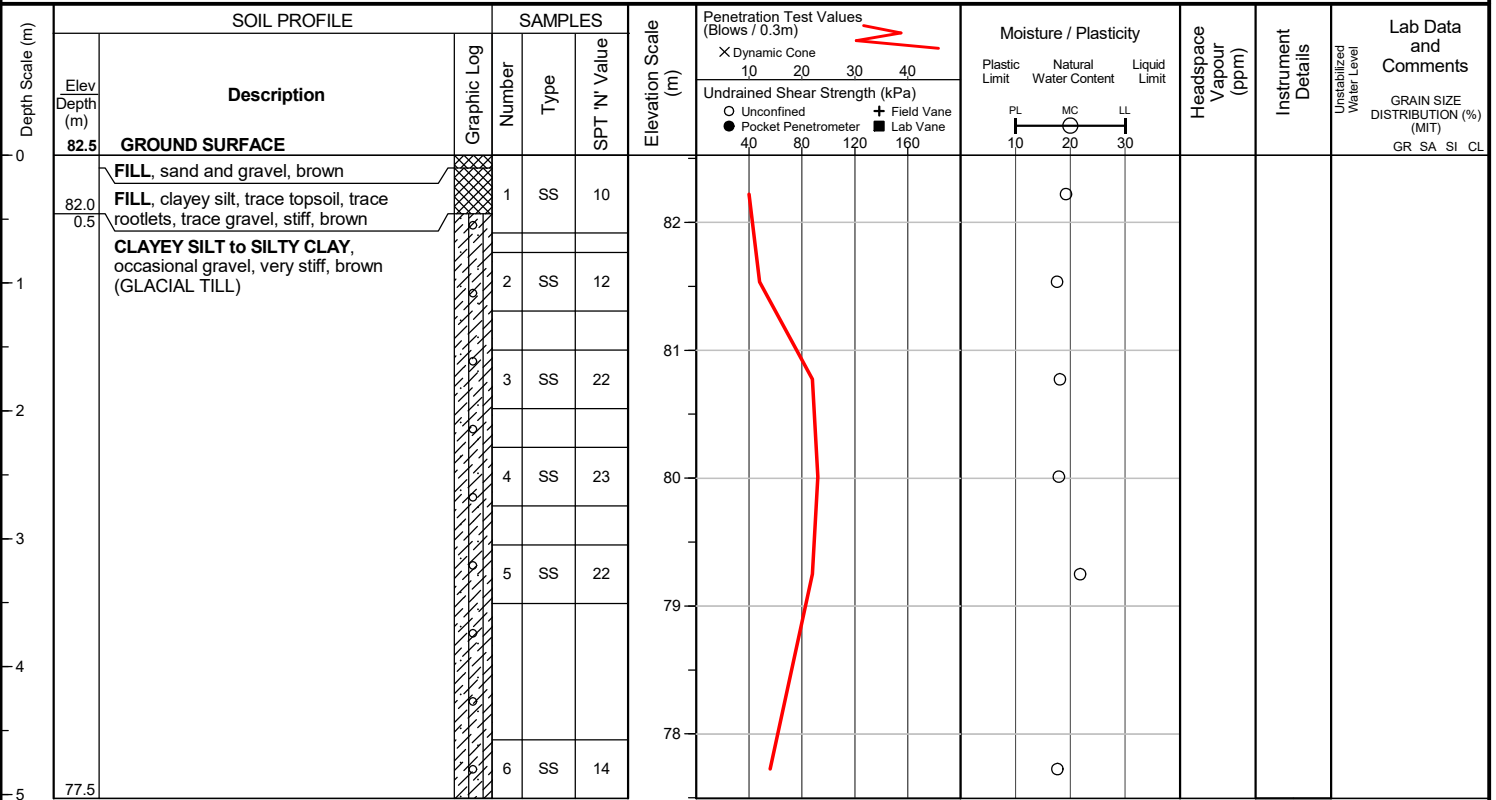 Depth Scale (m)
SOIL PROFILE
Elev
Depth
(m)
Description
Graphic Log
82.5 GROUND SURFACE
SAMPLES
Number
Type
SPT 'N' Value
Elevation Scale
(m)
Penetration Test Values
(Blows / 0.3m)
X Dynamic Cone
10 20 30 40
Undrained Shear Strength (kPa)
Unconfined
Field Vane
Pocket Penetrometer
Lab Vane
40 80 120 160
Moisture / Plasticity
Plastic
Limit
Natural
Water Content
Liquid
Limit
PL MC LL
10 20 30
Headspace
Vapour
(ppm)
Instrument
Details
Unstabilized
Water Level
Lab Data
and
Comments
GRAIN SIZE
DISTRIBUTION (%)
(MIT)
GR SA SI CL
0
FILL, sand and gravel, brown
82.0
0.5
FILL, clayey silt, trace topsoil, trace
rootlets, trace gravel, stiff, brown
1 SS 10
82
CLAYEY SILT to SILTY CLAY,
occasional gravel, very stiff, brown
(GLACIAL TILL)
1
2 SS 12
81
3 SS 22
2
4 SS 23
80
3
5 SS 22
79
4
78
6 SS 14
77.5
5